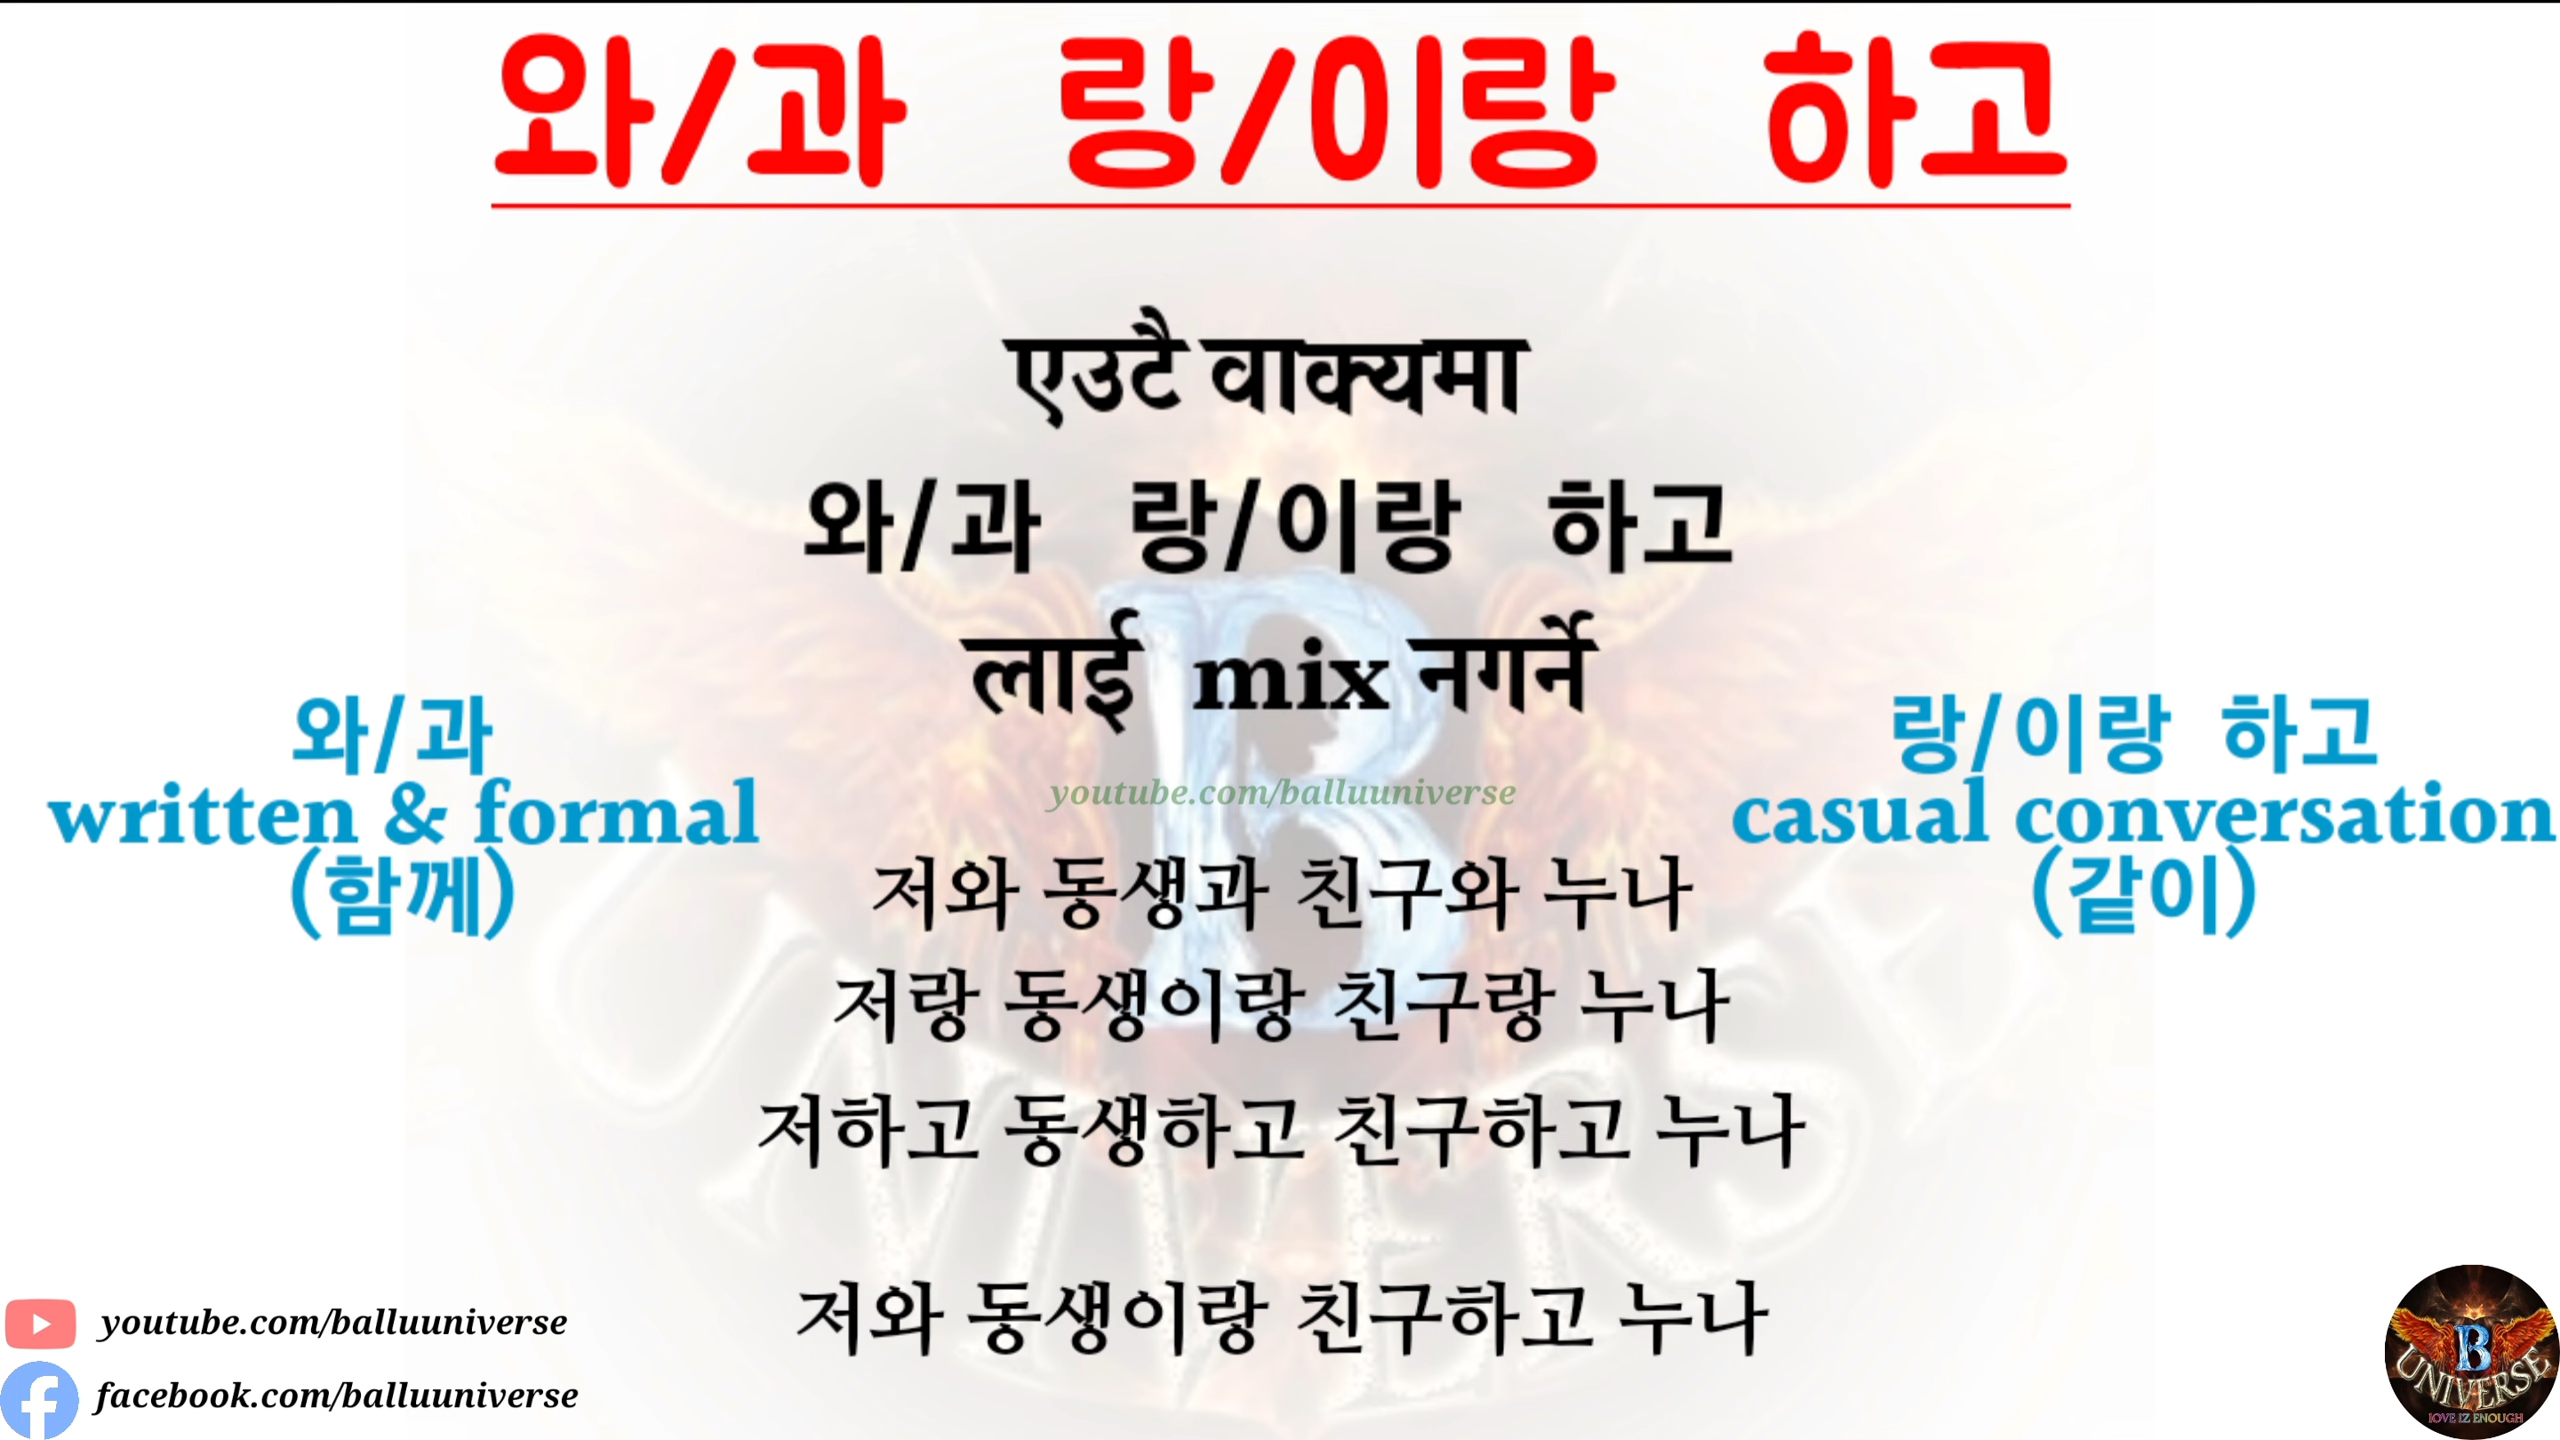 와/과 랑/이랑 하고
एउटै वाक्यमा
와/과 랑/이랑 하고
लाई mix नगर्ने
와/과
written & formal
(함께)
랑/이랑 하고
casual conversation
(같이)
youtube.com/balluuniverse
저와 동생과 친구와 누나
저랑 동생이랑 친구랑 누나
저하고 동생하고 친구하고 누나
저와 동생이랑 친구하고 누나
youtube.com/balluuniverse
facebook.com/balluuniverse
B
UNIVERSE
LOVE IZ ENOUGH